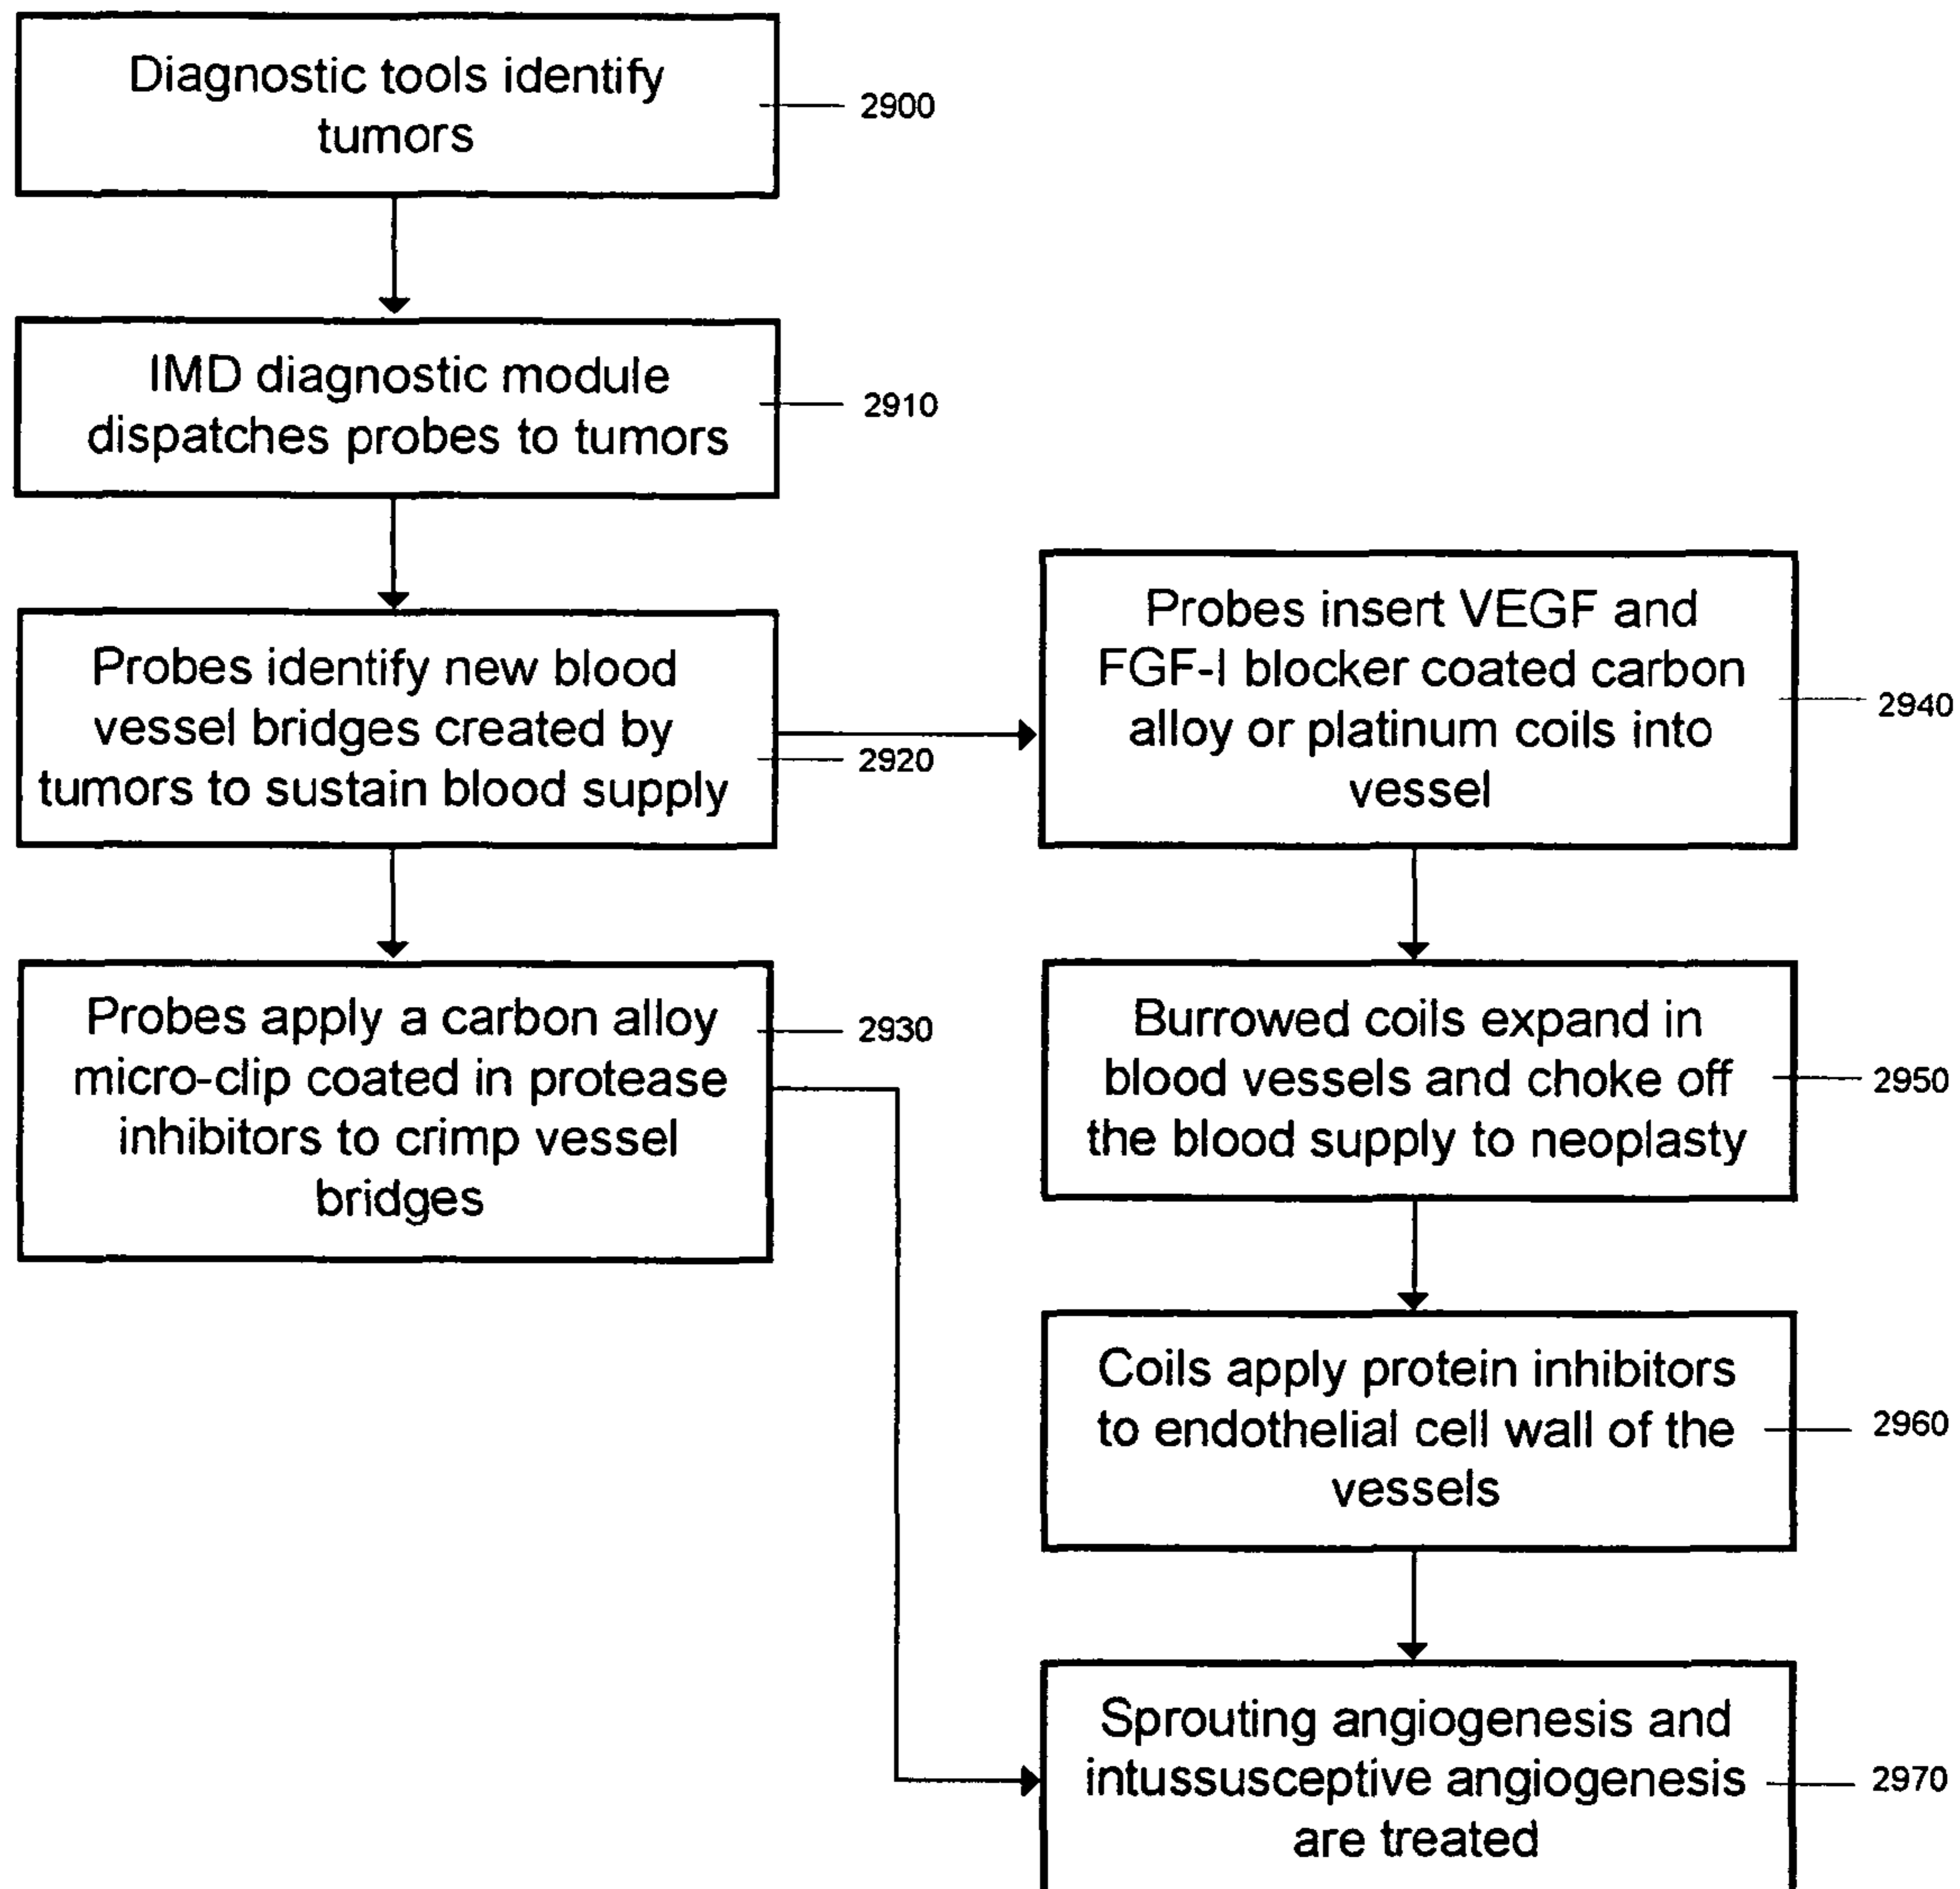 Diagnostic tools identify
tumors
2900
IMD diagnostic module
dispatches probes to tumors
2910
Probes identify new blood
vessel bridges created by
tumors to sustain blood supply
2920
Probes apply a carbon alloy
micro-clip coated in protease
inhibitors to crimp vessel
bridges
2930
Probes insert VEGF and
FGF-I blocker coated carbon
alloy or platinum coils into
vessel
2940
Burrowed coils expand in
blood vessels and choke off
the blood supply to neoplasty
2950
Coils apply protein inhibitors
to endothelial cell wall of the
vessels
2960
Sprouting angiogenesis and
intussusceptive angiogenesis
are treated
2970